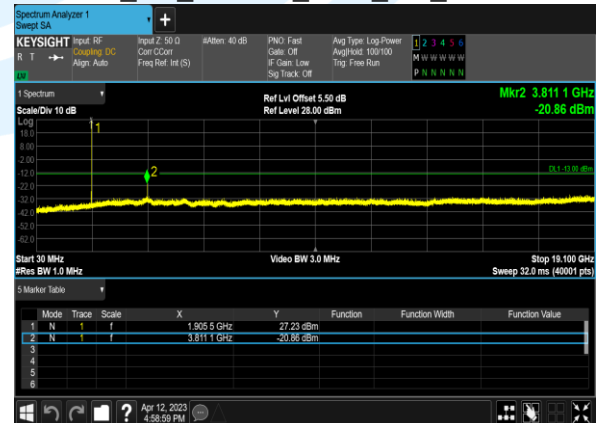 Spectrum Analyzer 1
Swept SA
KEYSIGHT Input: RF Input Z: 50 Ω #Atten: 40 dB PNO: Fast Avg Type: Log-Power 1 2 3 4 5 6
R T Coupling: DC Corr CCorr Gate: Off Avg|Hold: 100/100 M W W W W W
Align: Auto Freq Ref: Int (S) IF Gain: Low Trig: Free Run P N N N N N
Sig Track: Off
LV
1 Spectrum Ref Lvl Offset 5.50 dB Mkr2 3.811 1 GHz
Scale/Div 10 dB Ref Level 28.00 dBm -20.86 dBm
Log
18.0
8.00
-2.00
-12.0
-22.0
-32.0
-42.0
-52.0
-62.0
1
2
DL1 -13.00 dBm
Start 30 MHz Video BW 3.0 MHz Stop 19.100 GHz
#Res BW 1.0 MHz Sweep 32.0 ms (40001 pts)
5 Marker Table
Mode Trace Scale X Y Function Function Width Function Value
1 N 1 f 1.905 5 GHz 27.23 dBm
2 N 1 f 3.811 1 GHz -20.86 dBm
3
4
5
6
? Apr 12, 2023
4:58:59 PM